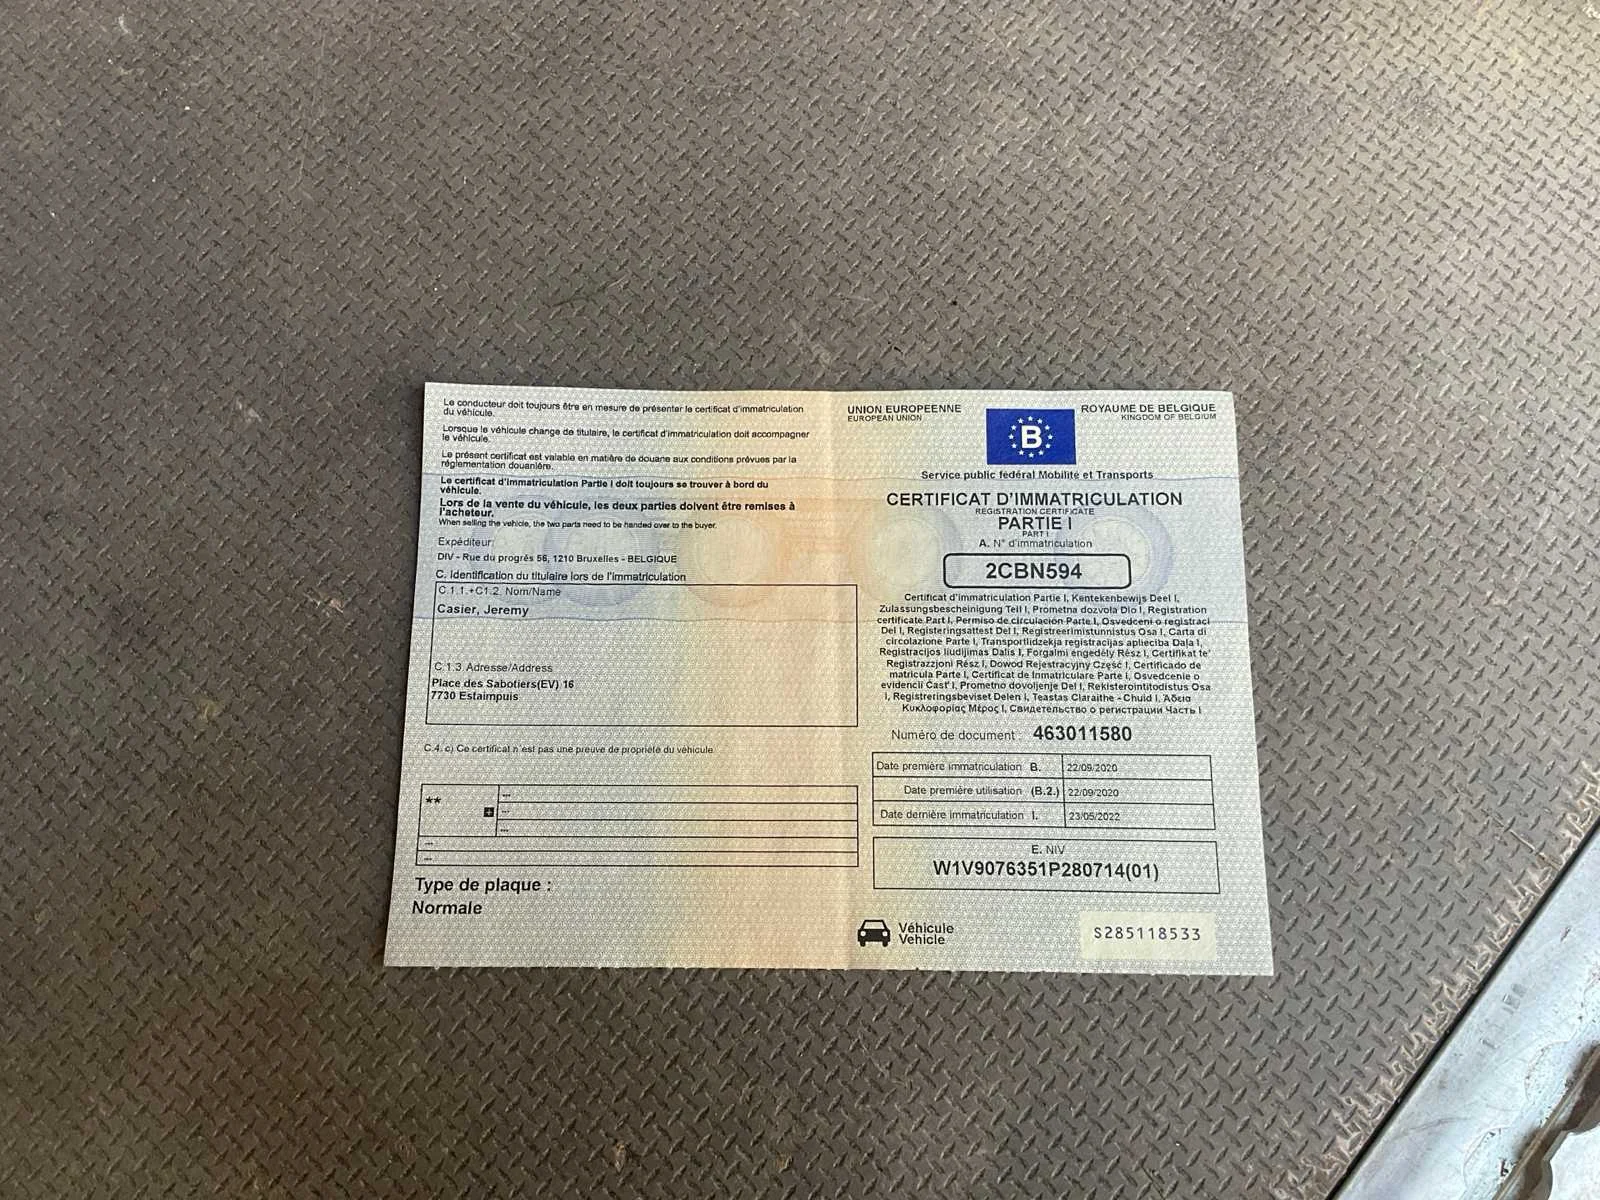 Le conducteur doit toujours être en mesure de présenter le certificat d'immatriculation
du véhicule.
Lorsque le véhicule change de titulaire, le certificat d'immatriculation doit accompagner
le véhicule.
Le présent certificat est valable en matière de douane aux conditions prévues par la
réglementation douanière.
Le certificat d'immatriculation Partie I doit toujours se trouver à bord du
véhicule.
Lors de la vente du véhicule, les deux parties doivent être remises à
l'acheteur.
When selling the vehicle, the two parts need to be handed over to the buyer.
Expéditeur:
DIV - Rue du progrès 56, 1210 Bruxelles - BELGIQUE
C. Identification du titulaire lors de l'immatriculation
C.1.1.+C1.2. Nom/Name
Casier, Jeremy
C.1.3. Adresse/Address
Place des Sabotiers(EV) 16
7730 Estaimpuis
C.4. c) Ce certificat n'est pas une preuve de propriété du véhicule
**
---
---
---
---
---
Type de plaque :
Normale
UNION EUROPEENNE
EUROPEAN UNION
B
ROYAUME DE BELGIQUE
KINGDOM OF BELGIUM
Service public fédéral Mobilité et Transports
CERTIFICAT D'IMMATRICULATION
REGISTRATION CERTIFICATE
PARTIE I
PART I
A. N° d'immatriculation
2CBN594
Certificat d'immatriculation Partie I, Kentekenbewijs Deel I,
Zulassungsbescheinigung Teil I, Prometna dozvola Dio I, Registration
certificate Part I, Permiso de circulación Parte I, Osvedceni o registraci
Del I, Registeringsattest Del I, Registreerimistunnistus Osa I, Carta di
circolazione Parte I, Transportlidzekja registracijas aplieciba Daļa I,
Registracijos liudijimas Dalis I, Forgalmi engedély Rész I, Certifikat te'
Registrazzjoni Rész I, Dowod Rejestracyjny Część I, Certificado de
matricula Parte I, Certificat de Inmatriculare Parte I, Osvedcenie o
evidencii Časť I, Prometno dovoljenje Del I, Rekisterointitodistus Osa
I, Registreringsbeviset Delen I, Teastas Claraithe - Chuid I, Άδεια
Κυκλοφορίας Μέρος I, Свидетельство о регистрации Часть I
Numéro de document : 463011580
Date première immatriculation B. 22/09/2020
Date première utilisation (B.2.) 22/09/2020
Date dernière immatriculation I. 23/05/2022
E. NIV
W1V9076351P280714(01)
Véhicule
Vehicle
S285118533